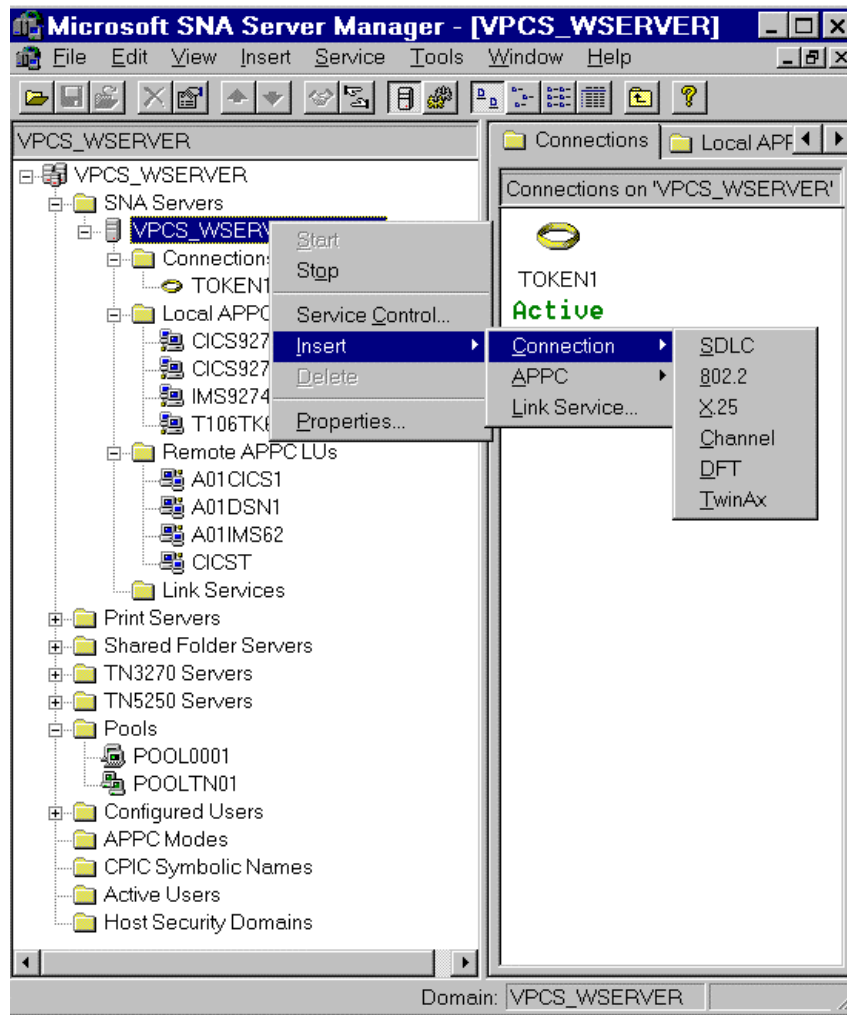 Microsoft SNA Server Manager - [VPCS_WSERVER]
File Edit View Insert Service Tools Window Help
VPCS_WSERVER
VPCS_WSERVER
SNA Servers
VPCS_WSERV
Connection
TOKEN1
Local APPC
CICS927
CICS927
IMS9274
T106TK
Remote APPC LUs
A01CICS1
A01DSN1
A01IMS62
CICST
Link Services
Print Servers
Shared Folder Servers
TN3270 Servers
TN5250 Servers
Pools
POOL0001
POOLTN01
Configured Users
APPC Modes
CPIC Symbolic Names
Active Users
Host Security Domains
Start
Stop
Service Control...
Insert
Delete
Properties...
Connection
APPC
Link Service...
SDLC
802.2
X.25
Channel
DFT
TwinAx
Connections Local APP
Connections on 'VPCS_WSERVER'
TOKEN1
Active
Domain: VPCS_WSERVER